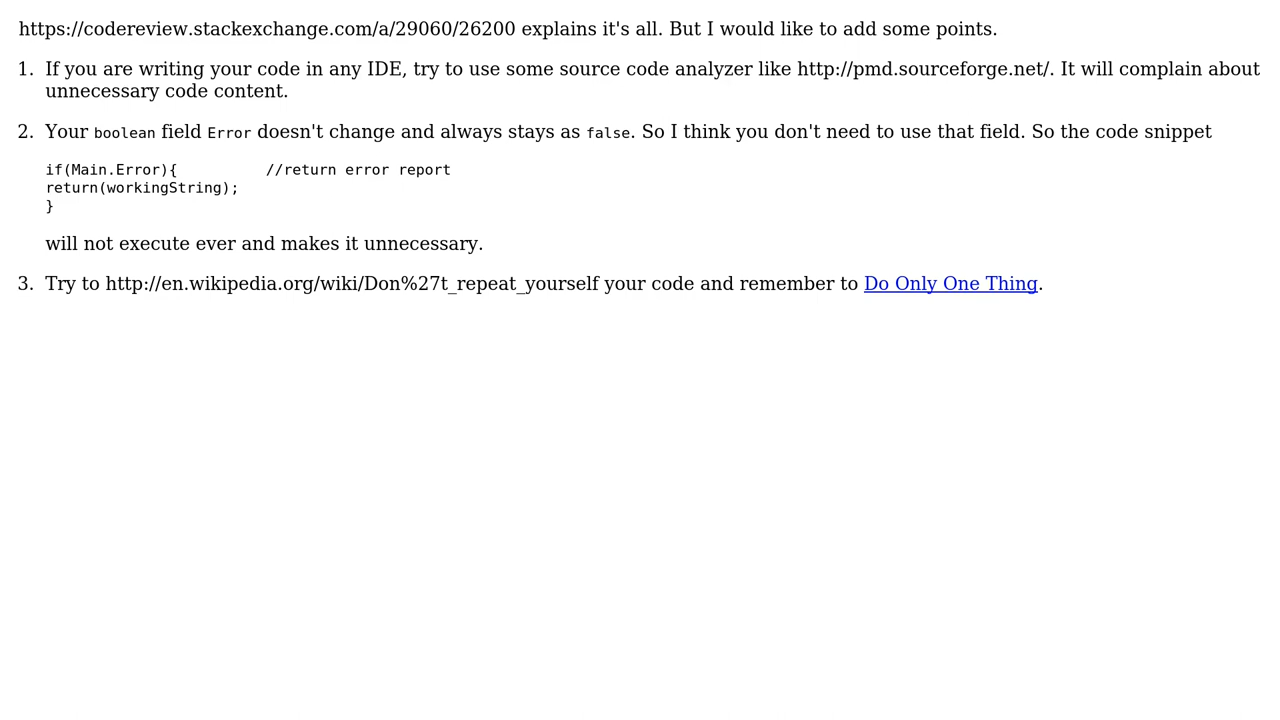 https://codereview.stackexchange.com/a/29060/26200 explains it's all. But I would like to add some points.
1. If you are writing your code in any IDE, try to use some source code analyzer like http://pmd.sourceforge.net/. It will complain about
unnecessary code content.
2. Your boolean field Error doesn't change and always stays as false. So I think you don't need to use that field. So the code snippet
if(Main.Error){          //return error report
return(workingString);
}
will not execute ever and makes it unnecessary.
3. Try to http://en.wikipedia.org/wiki/Don%27t_repeat_yourself your code and remember to Do Only One Thing.